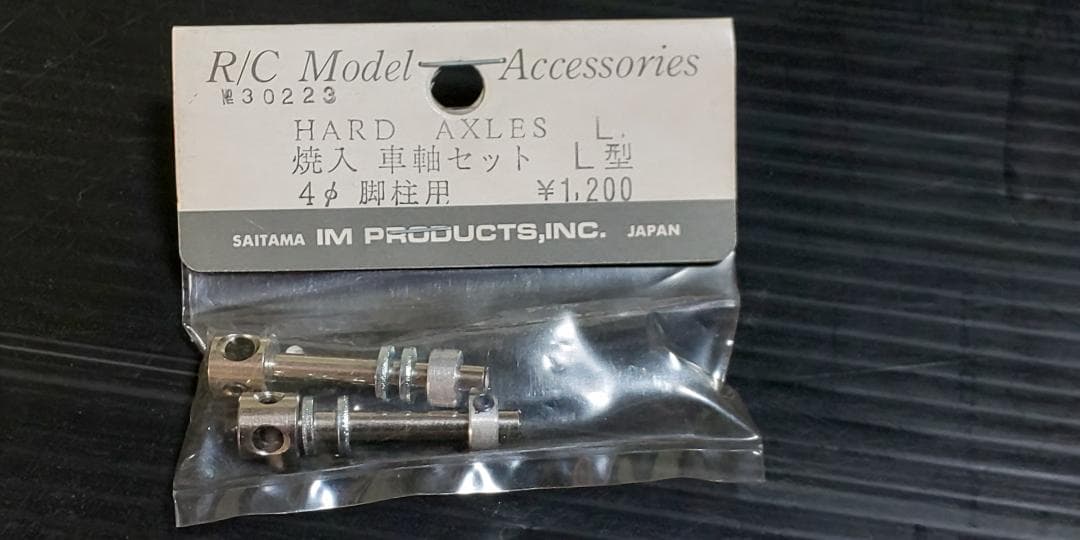 R/C Model Accessories
№30223
HARD AXLES L.
焼入 車軸セット L型
4φ 脚柱用 ¥1,200
SAITAMA IM PRODUCTS,INC. JAPAN